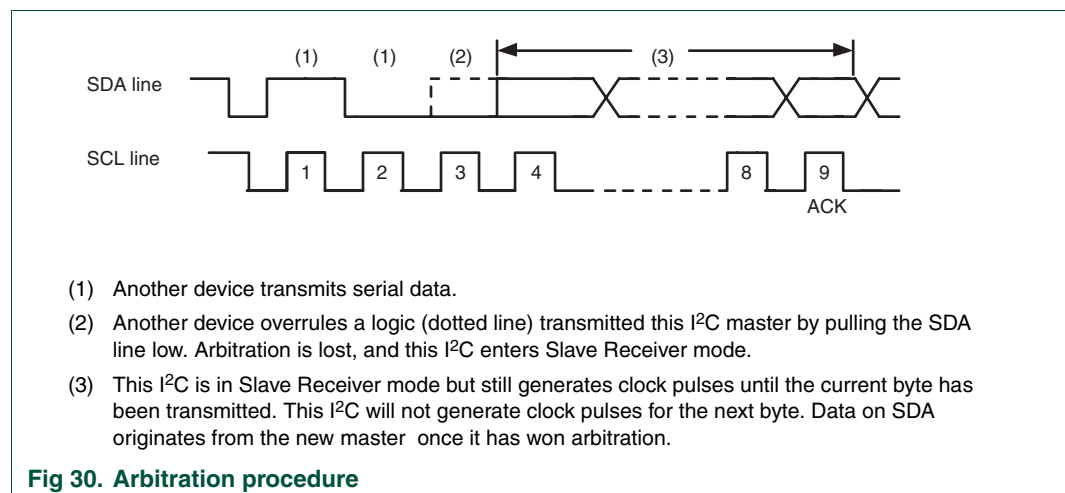 (1) (1) (2) (3)
SDA line
SCL line
1 2 3 4 8 9
ACK
(1) Another device transmits serial data.
(2) Another device overrules a logic (dotted line) transmitted this I²C master by pulling the SDA
line low. Arbitration is lost, and this I²C enters Slave Receiver mode.
(3) This I²C is in Slave Receiver mode but still generates clock pulses until the current byte has
been transmitted. This I²C will not generate clock pulses for the next byte. Data on SDA
originates from the new master once it has won arbitration.
Fig 30. Arbitration procedure